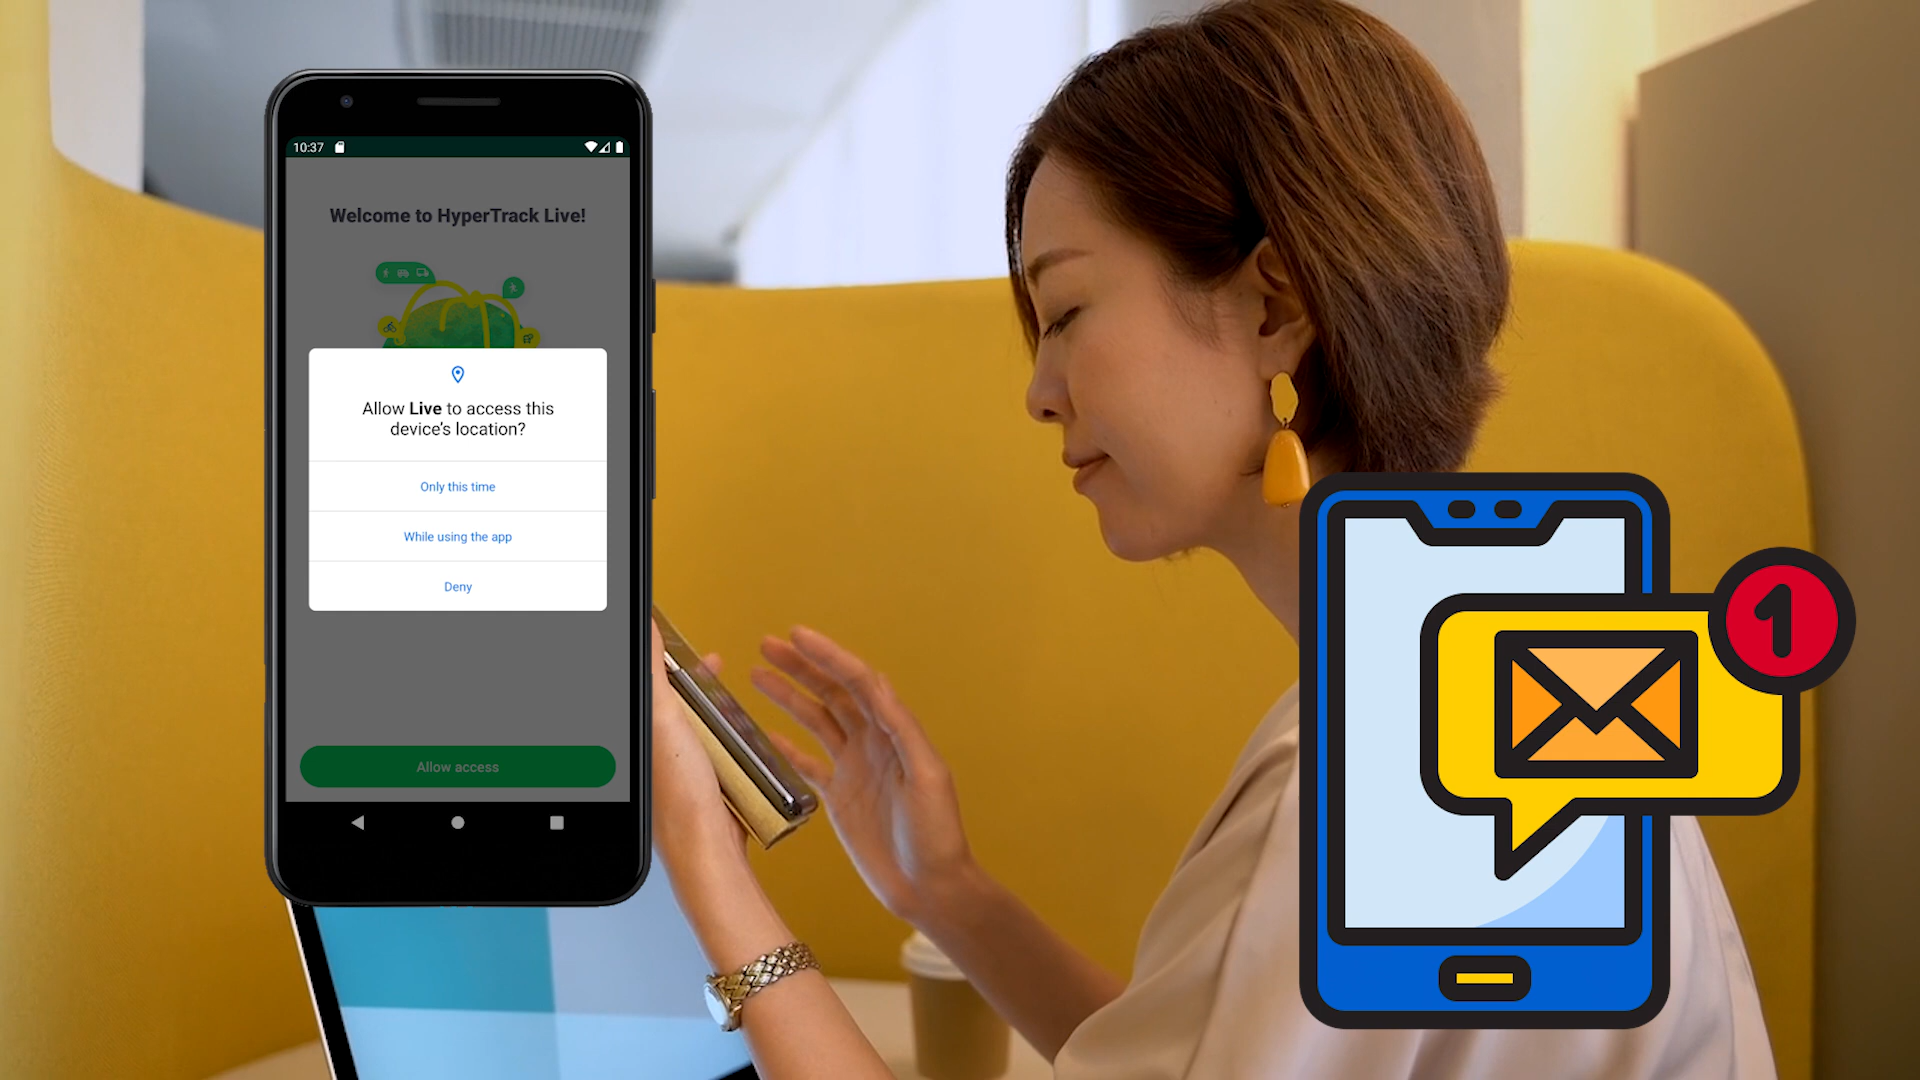 10:37
Welcome to HyperTrack Live!
Allow Live to access this
device's location?
Only this time
While using the app
Deny
Allow access
1